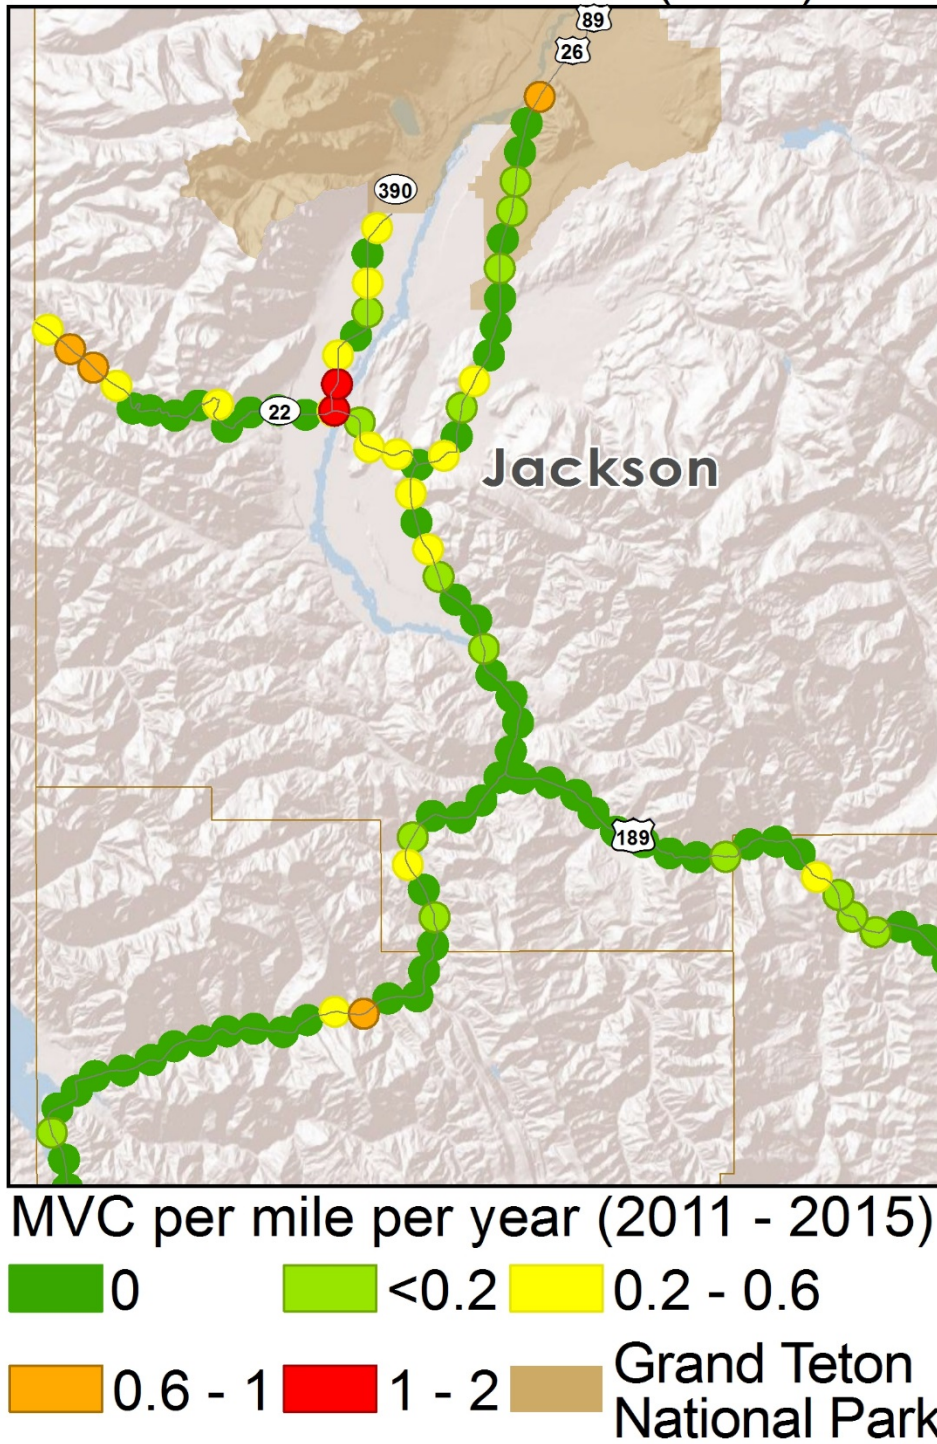 89
26
390
22
Jackson
189
MVC per mile per year (2011 - 2015)
0
<0.2
0.2 - 0.6
0.6 - 1
1 - 2
Grand Teton
National Park